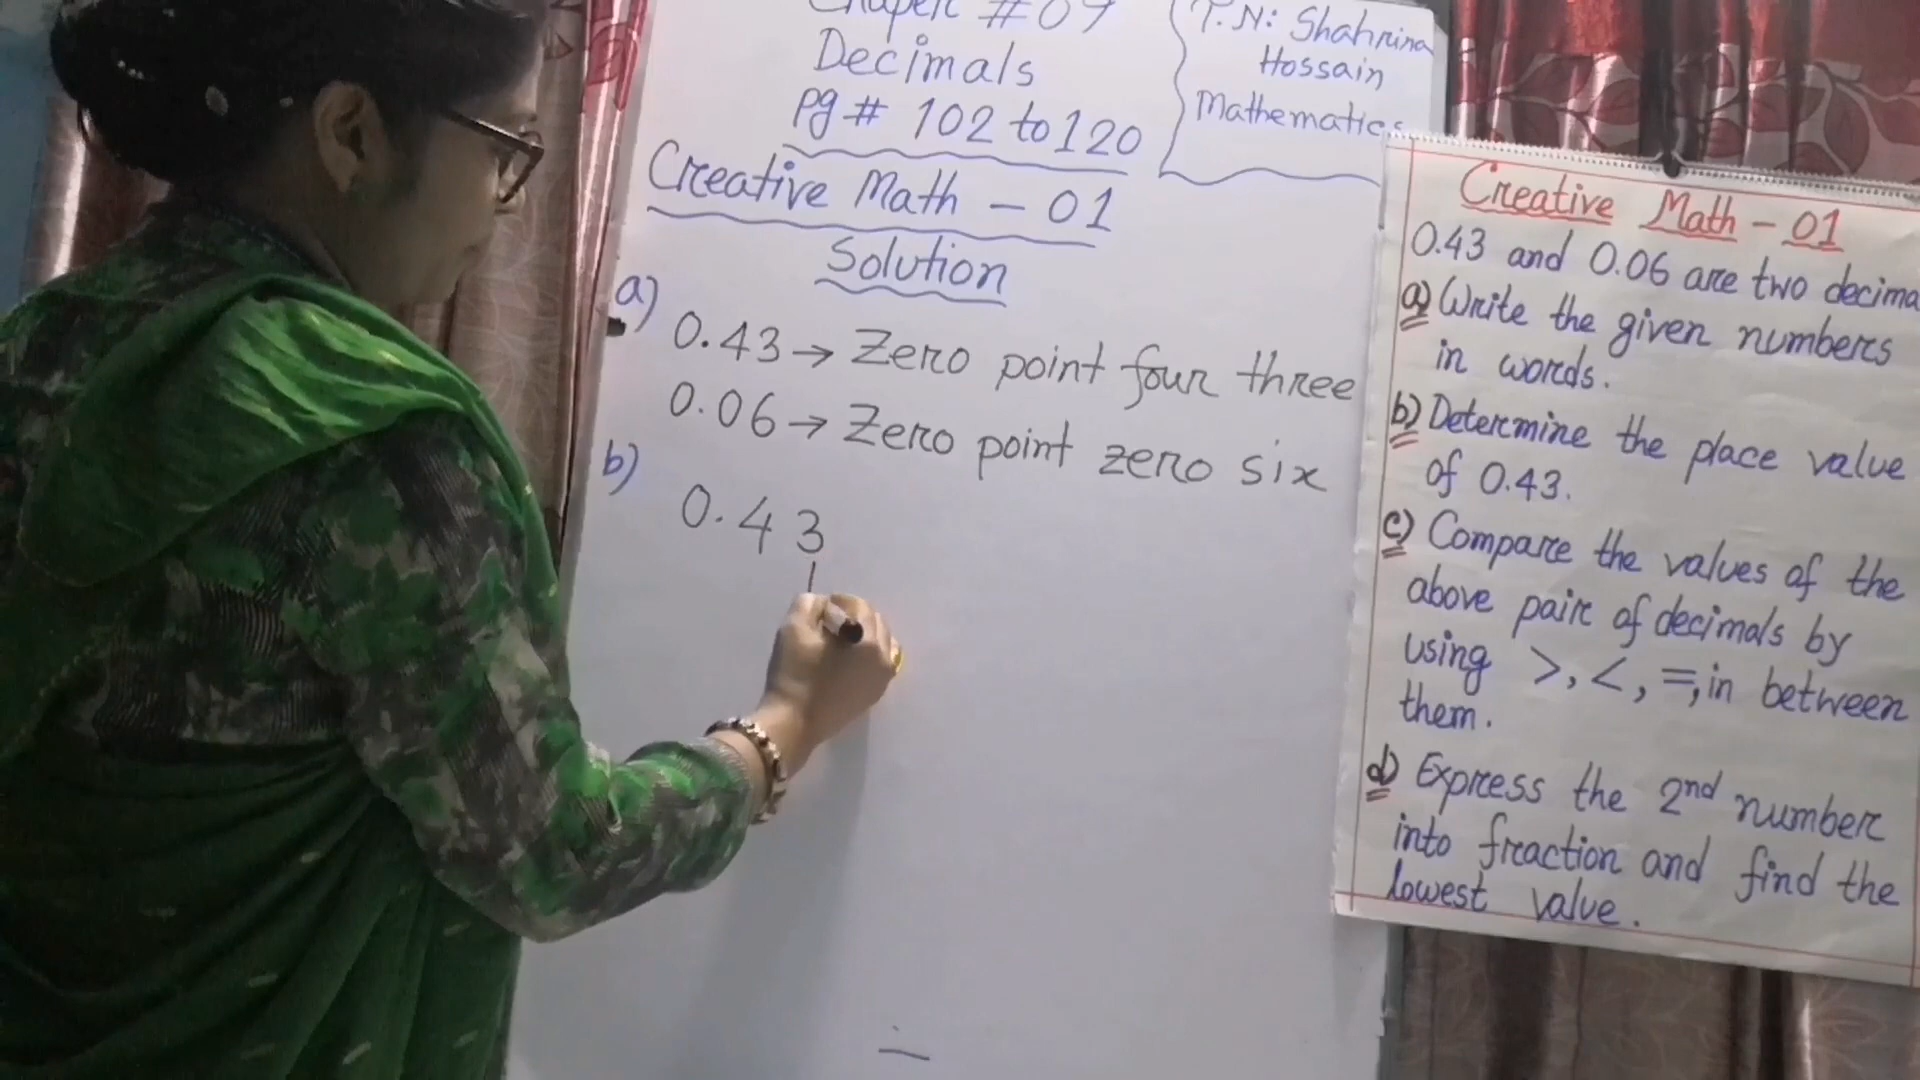 Chapter #09
Decimals
pg# 102 to 120
T.N: Shahrina
Hossain
Mathematics
Creative Math - 01
Solution
a)
0.43 → Zero point four three
0.06 → Zero point zero six
b)
0.43
Creative Math - 01
0.43 and 0.06 are two decima
a) Write the given numbers
in words.
b) Determine the place value
of 0.43.
c) Compare the values of the
above pair of decimals by
using >, <, =, in between
them.
d) Express the 2nd number
into fraction and find the
lowest value.